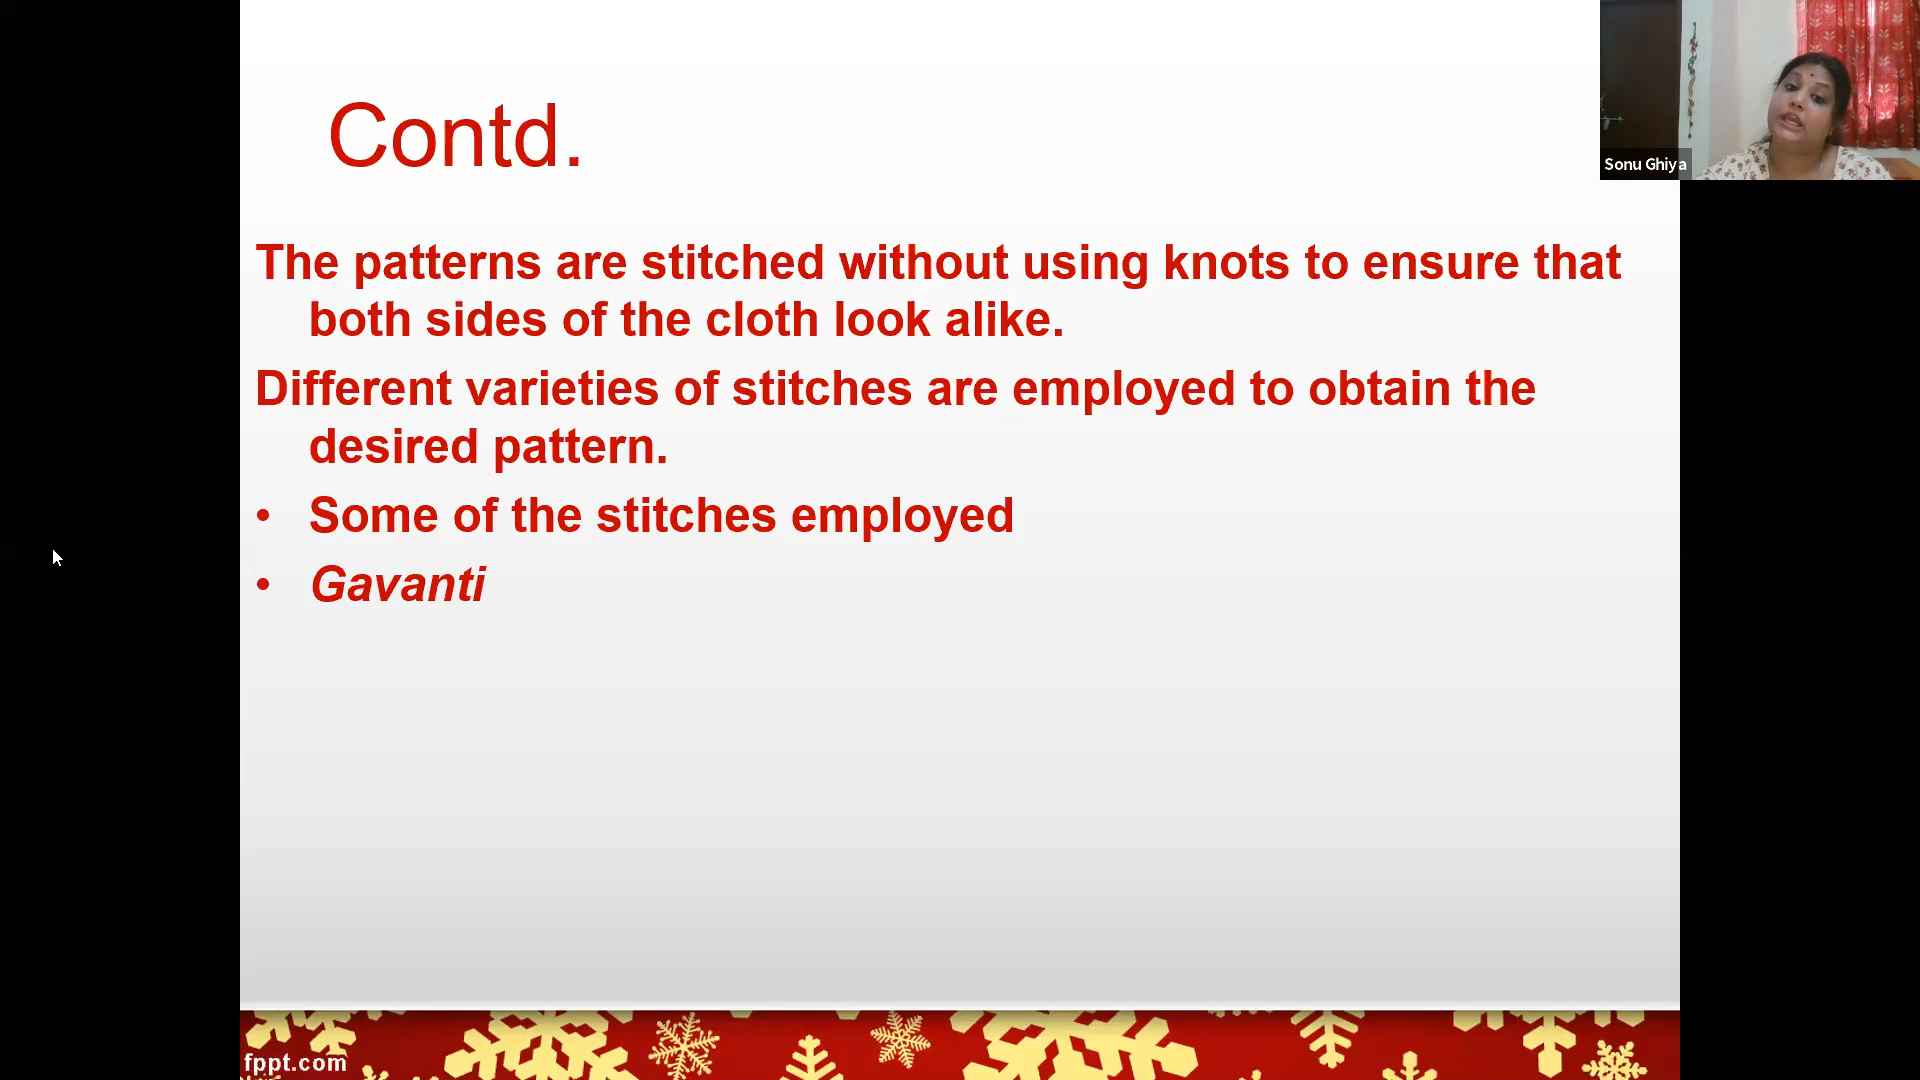 Contd.
Sonu Ghiya
The patterns are stitched without using knots to ensure that
both sides of the cloth look alike.
Different varieties of stitches are employed to obtain the
desired pattern.
• Some of the stitches employed
• Gavanti
fppt.com